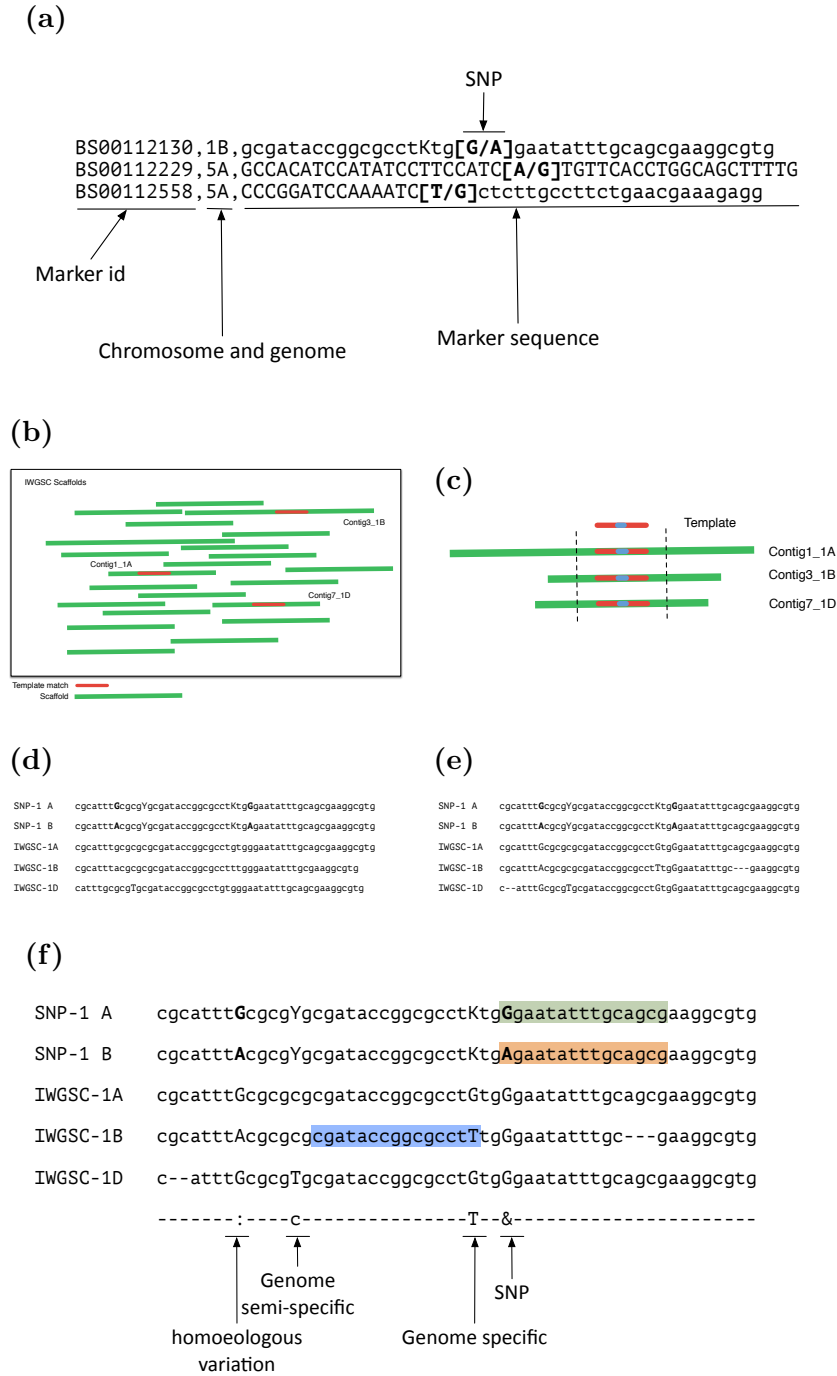 (a)
SNP
BS00112130,1B,gcgataccggcgcctKtg[G/A]gaatatttgcagcgaaggcgtg
BS00112229,5A,GCCACATCCATATCCTTCCATC[A/G]TGTTCACCTGGCAGCTTTTG
BS00112558,5A,CCCGGATCCAAAATC[T/G]ctcttgccttctgaacgaaagagg
Marker id
Chromosome and genome
Marker sequence
(b)
IWGSC Scaffolds
Contig3_1B
Contig1_1A
Contig7_1D
Template match
Scaffold
(c)
Template
Contig1_1A
Contig3_1B
Contig7_1D
(d)
SNP-1 A cgcatttGcgcgYgcgataccggcgcctKtgGgaatatttgcagcgaaggcgtg
SNP-1 B cgcatttAcgcgYgcgataccggcgcctKtgAgaatatttgcagcgaaggcgtg
IWGSC-1A cgcatttgcgcgcgcgataccggcgcctgtgggaatatttgcagcgaaggcgtg
IWGSC-1B cgcatttacgcgcgcgataccggcgcctttgggaatatttgcgaaggcgtg
IWGSC-1D catttgcgcgTgcgataccggcgcctgtgggaatatttgcagcgaaggcgtg
(e)
SNP-1 A cgcatttGcgcgYgcgataccggcgcctKtgGgaatatttgcagcgaaggcgtg
SNP-1 B cgcatttAcgcgYgcgataccggcgcctKtgAgaatatttgcagcgaaggcgtg
IWGSC-1A cgcatttGcgcgcgcgataccggcgcctGtgGgaatatttgcagcgaaggcgtg
IWGSC-1B cgcatttAcgcgcgcgataccggcgcctTtgGgaatatttgc---gaaggcgtg
IWGSC-1D c--atttGcgcgTgcgataccggcgcctGtgGgaatatttgcagcgaaggcgtg
(f)
SNP-1 A cgcatttGcgcgYgcgataccggcgcctKtgGgaatatttgcagcgaaggcgtg
SNP-1 B cgcatttAcgcgYgcgataccggcgcctKtgAgaatatttgcagcgaaggcgtg
IWGSC-1A cgcatttGcgcgcgcgataccggcgcctGtgGgaatatttgcagcgaaggcgtg
IWGSC-1B cgcatttAcgcgcgcgataccggcgcctTtgGgaatatttgc---gaaggcgtg
IWGSC-1D c--atttGcgcgTgcgataccggcgcctGtgGgaatatttgcagcgaaggcgtg
-------:----c---------------T--&-----------------------
Genome
semi-specific
SNP
homoeologous
variation
Genome specific